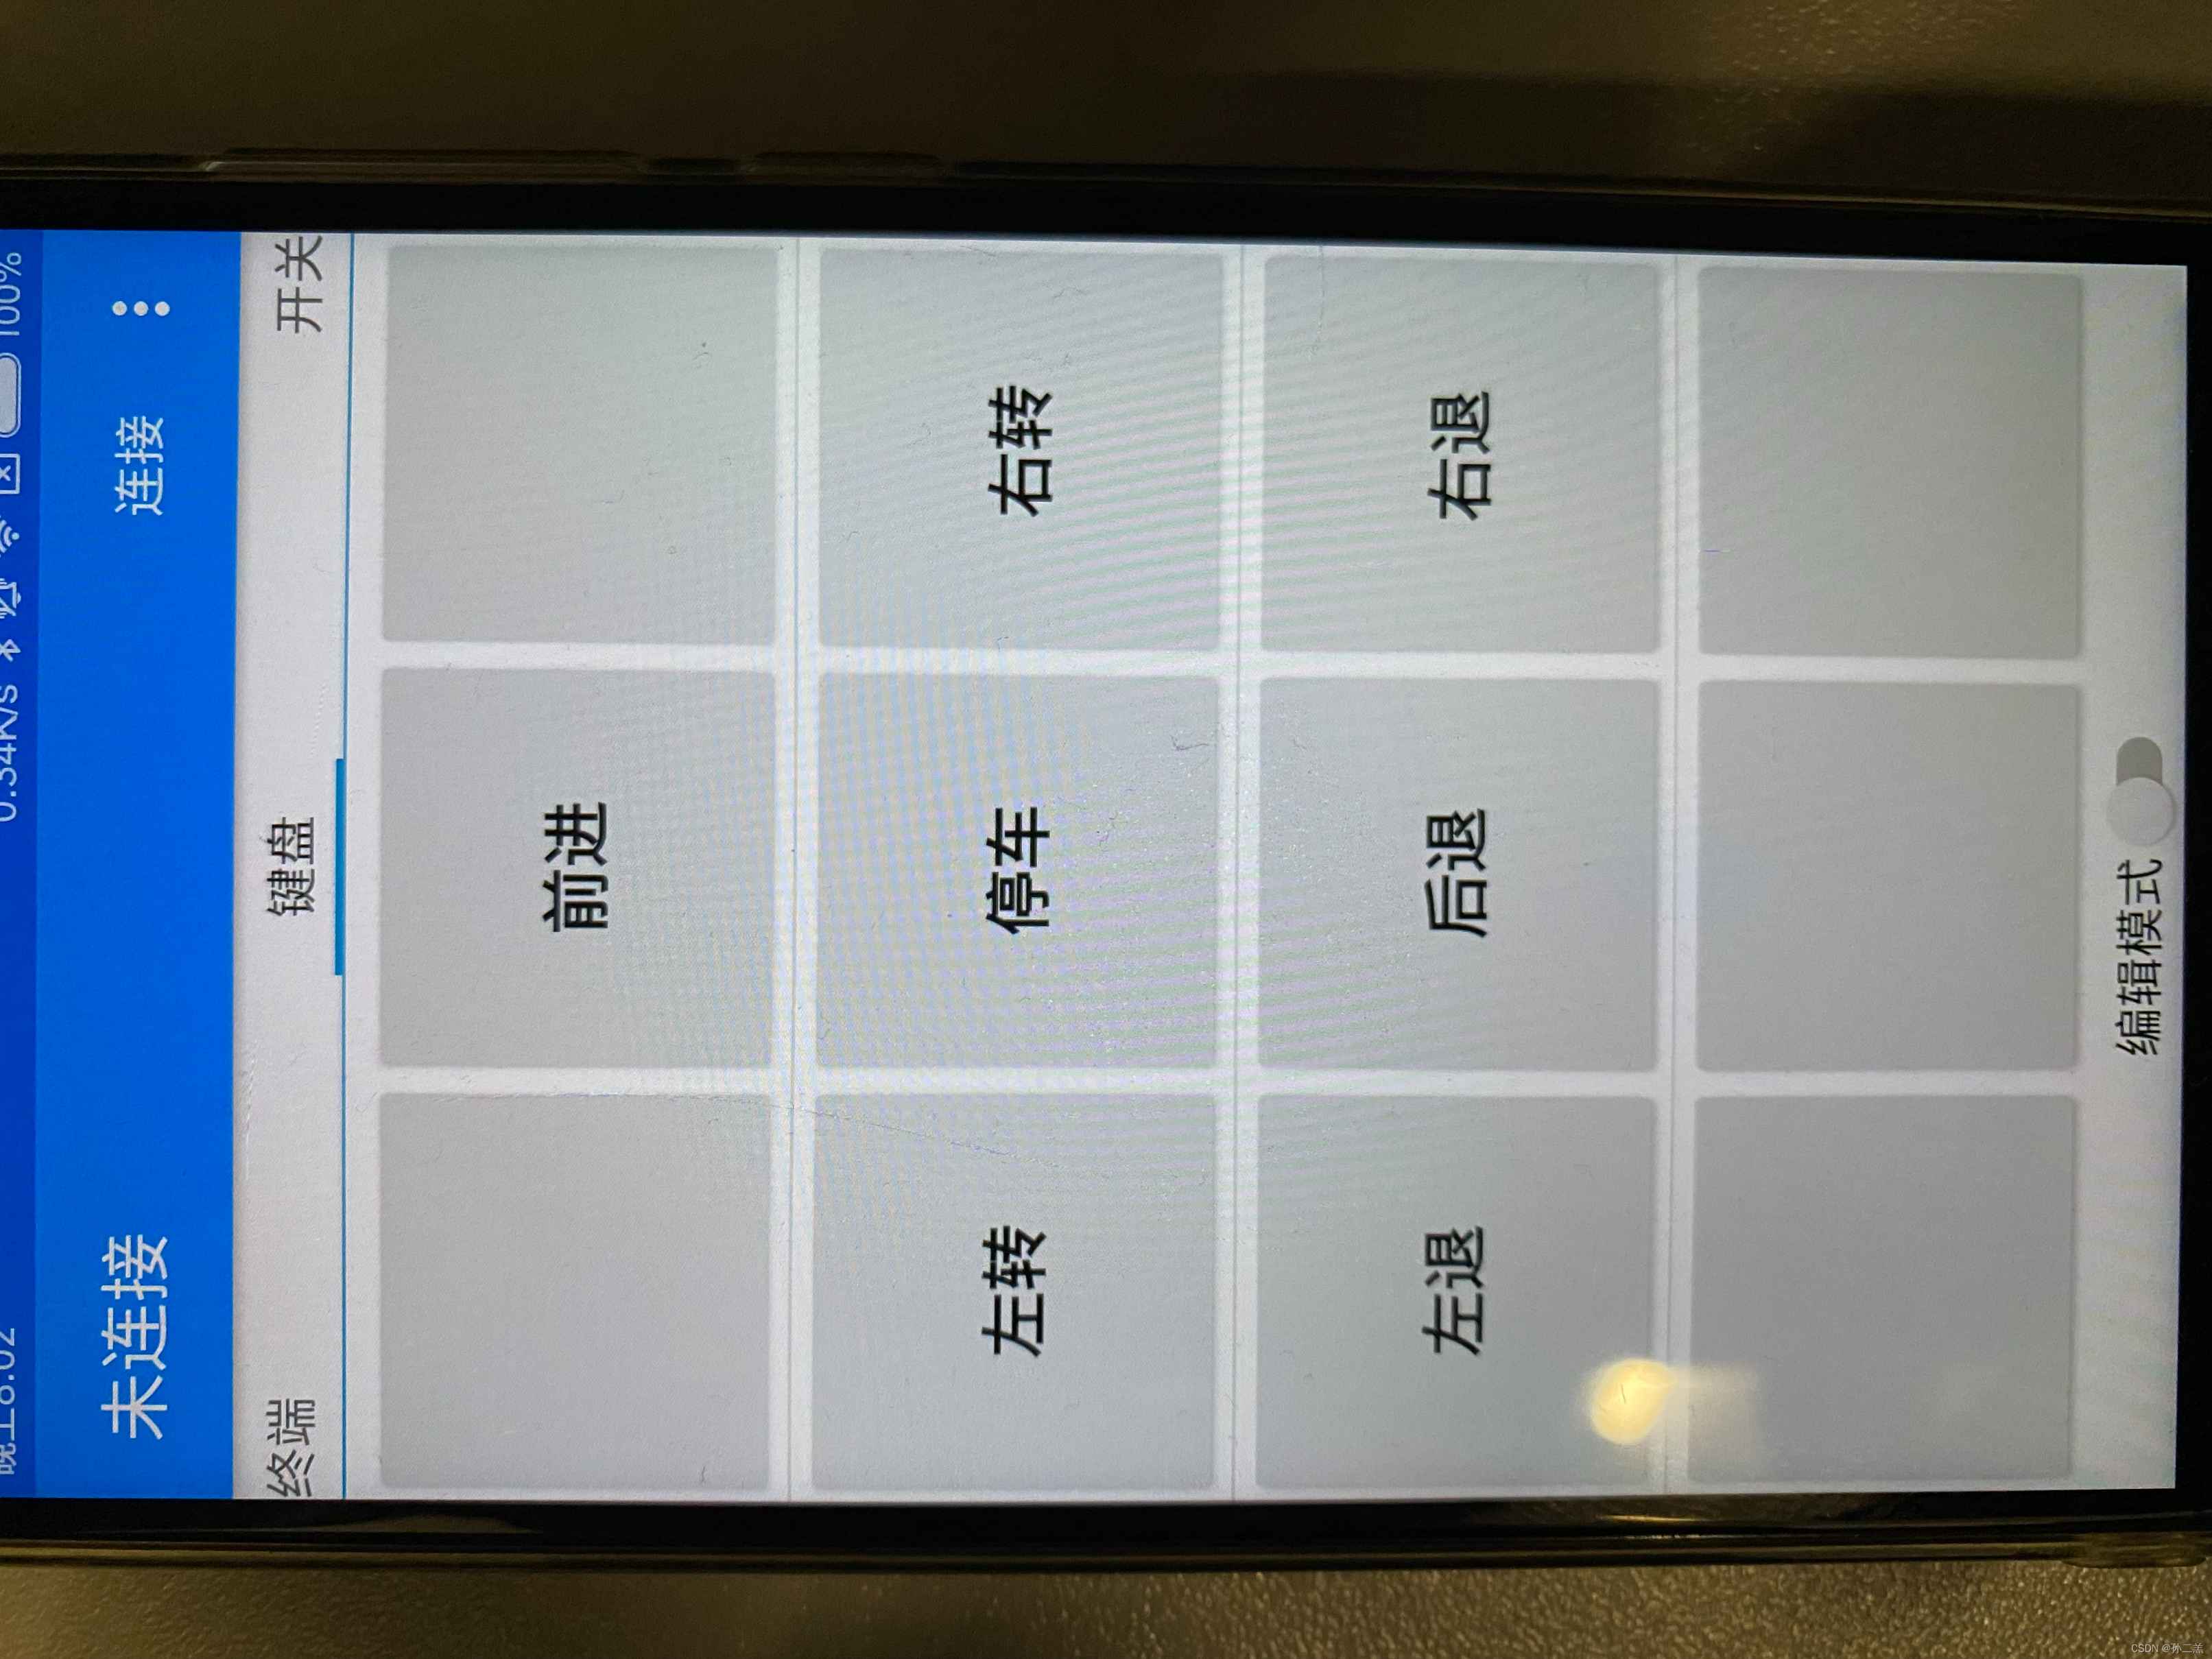 晚上8:02 0.34K/s 100%
未连接 连接
终端 键盘 开关
前进
左转 停车 右转
左退 后退 右退
编辑模式
CSDN @孙二羔